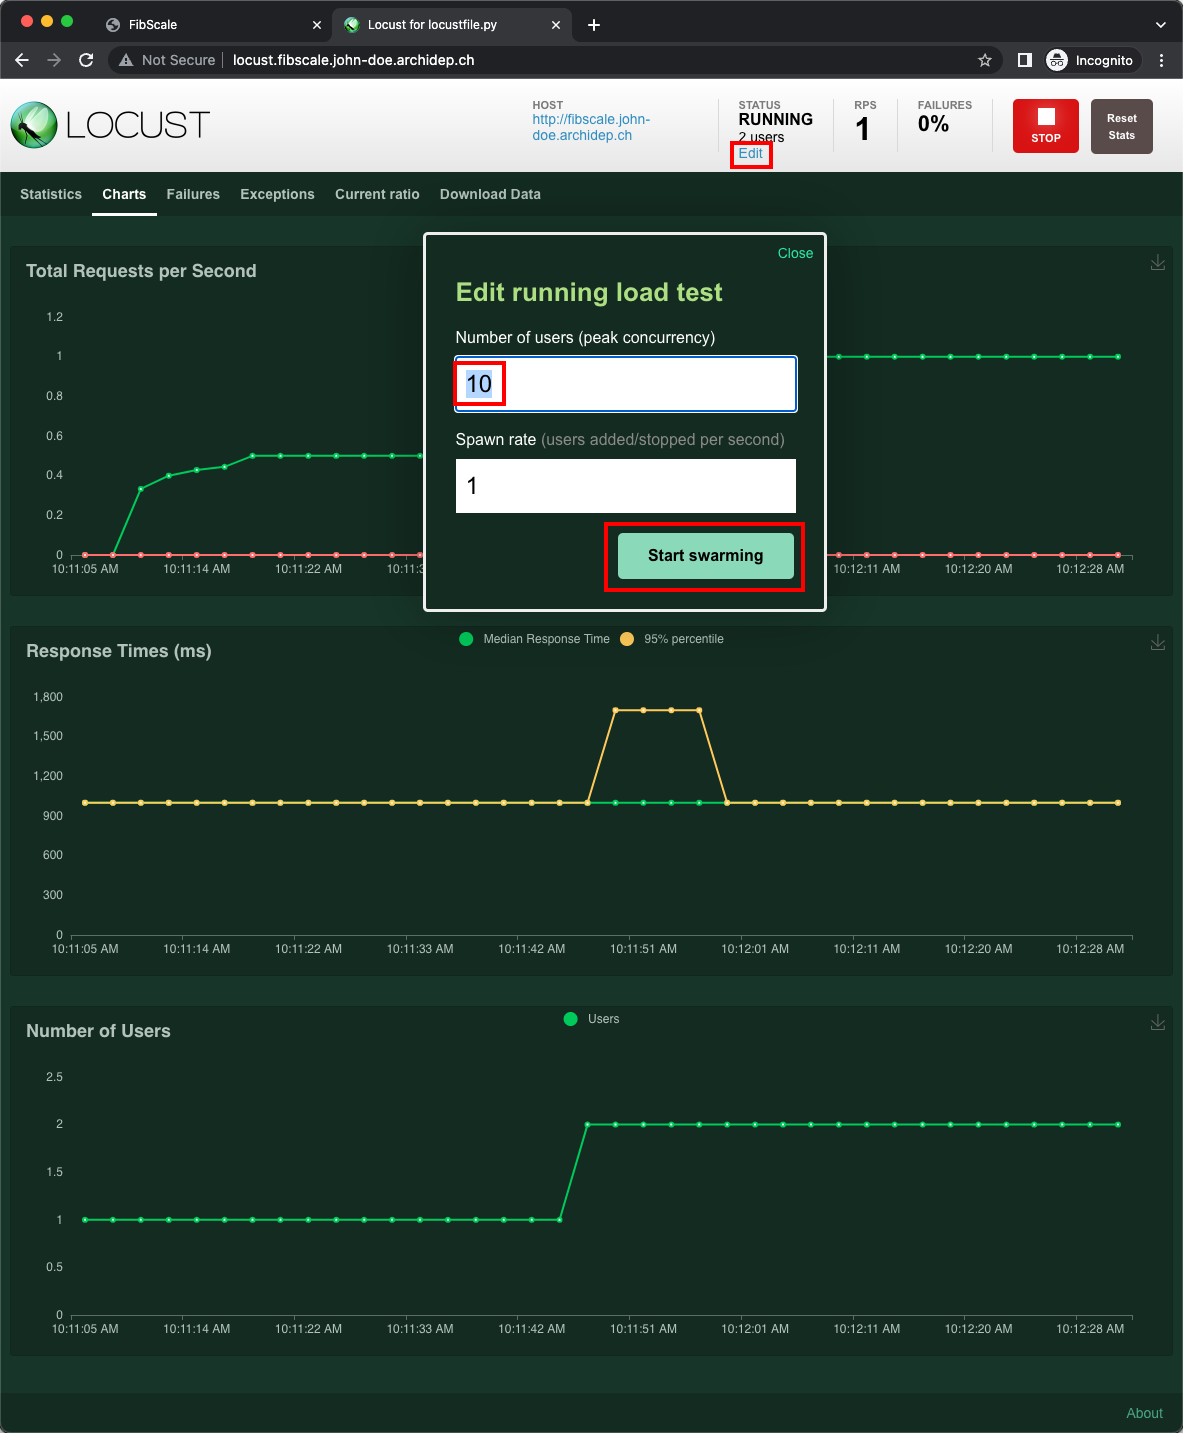 FibScale
Locust for locustfile.py
Not Secure
locust.fibscale.john-doe.archidep.ch
Incognito
LOCUST
HOST
http://fibscale.john-
doe.archidep.ch
STATUS
RUNNING
2 users
Edit
RPS
1
FAILURES
0%
STOP
Reset
Stats
Statistics
Charts
Failures
Exceptions
Current ratio
Download Data
Close
Edit running load test
Number of users (peak concurrency)
10
Spawn rate (users added/stopped per second)
1
Start swarming
Total Requests per Second
1.2
1
0.8
0.6
0.4
0.2
0
10:11:05 AM
10:11:14 AM
10:11:22 AM
10:11:3
10:12:11 AM
10:12:20 AM
10:12:28 AM
Response Times (ms)
Median Response Time
95% percentile
1,800
1,500
1,200
900
600
300
0
10:11:05 AM
10:11:14 AM
10:11:22 AM
10:11:33 AM
10:11:42 AM
10:11:51 AM
10:12:01 AM
10:12:11 AM
10:12:20 AM
10:12:28 AM
Number of Users
Users
2.5
2
1.5
1
0.5
0
10:11:05 AM
10:11:14 AM
10:11:22 AM
10:11:33 AM
10:11:42 AM
10:11:51 AM
10:12:01 AM
10:12:11 AM
10:12:20 AM
10:12:28 AM
About